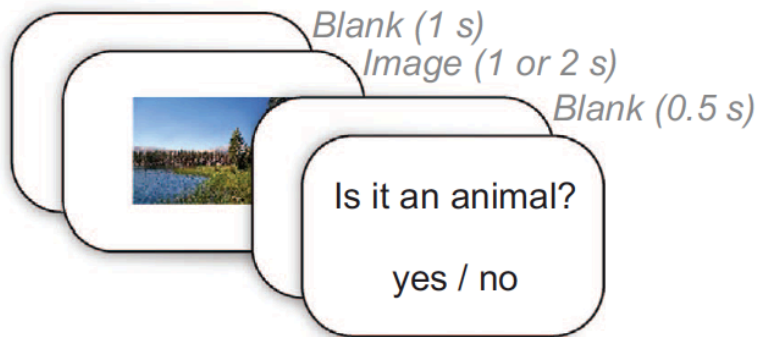 Blank (1 s)
Image (1 or 2 s)
Blank (0.5 s)
Is it an animal?
yes / no